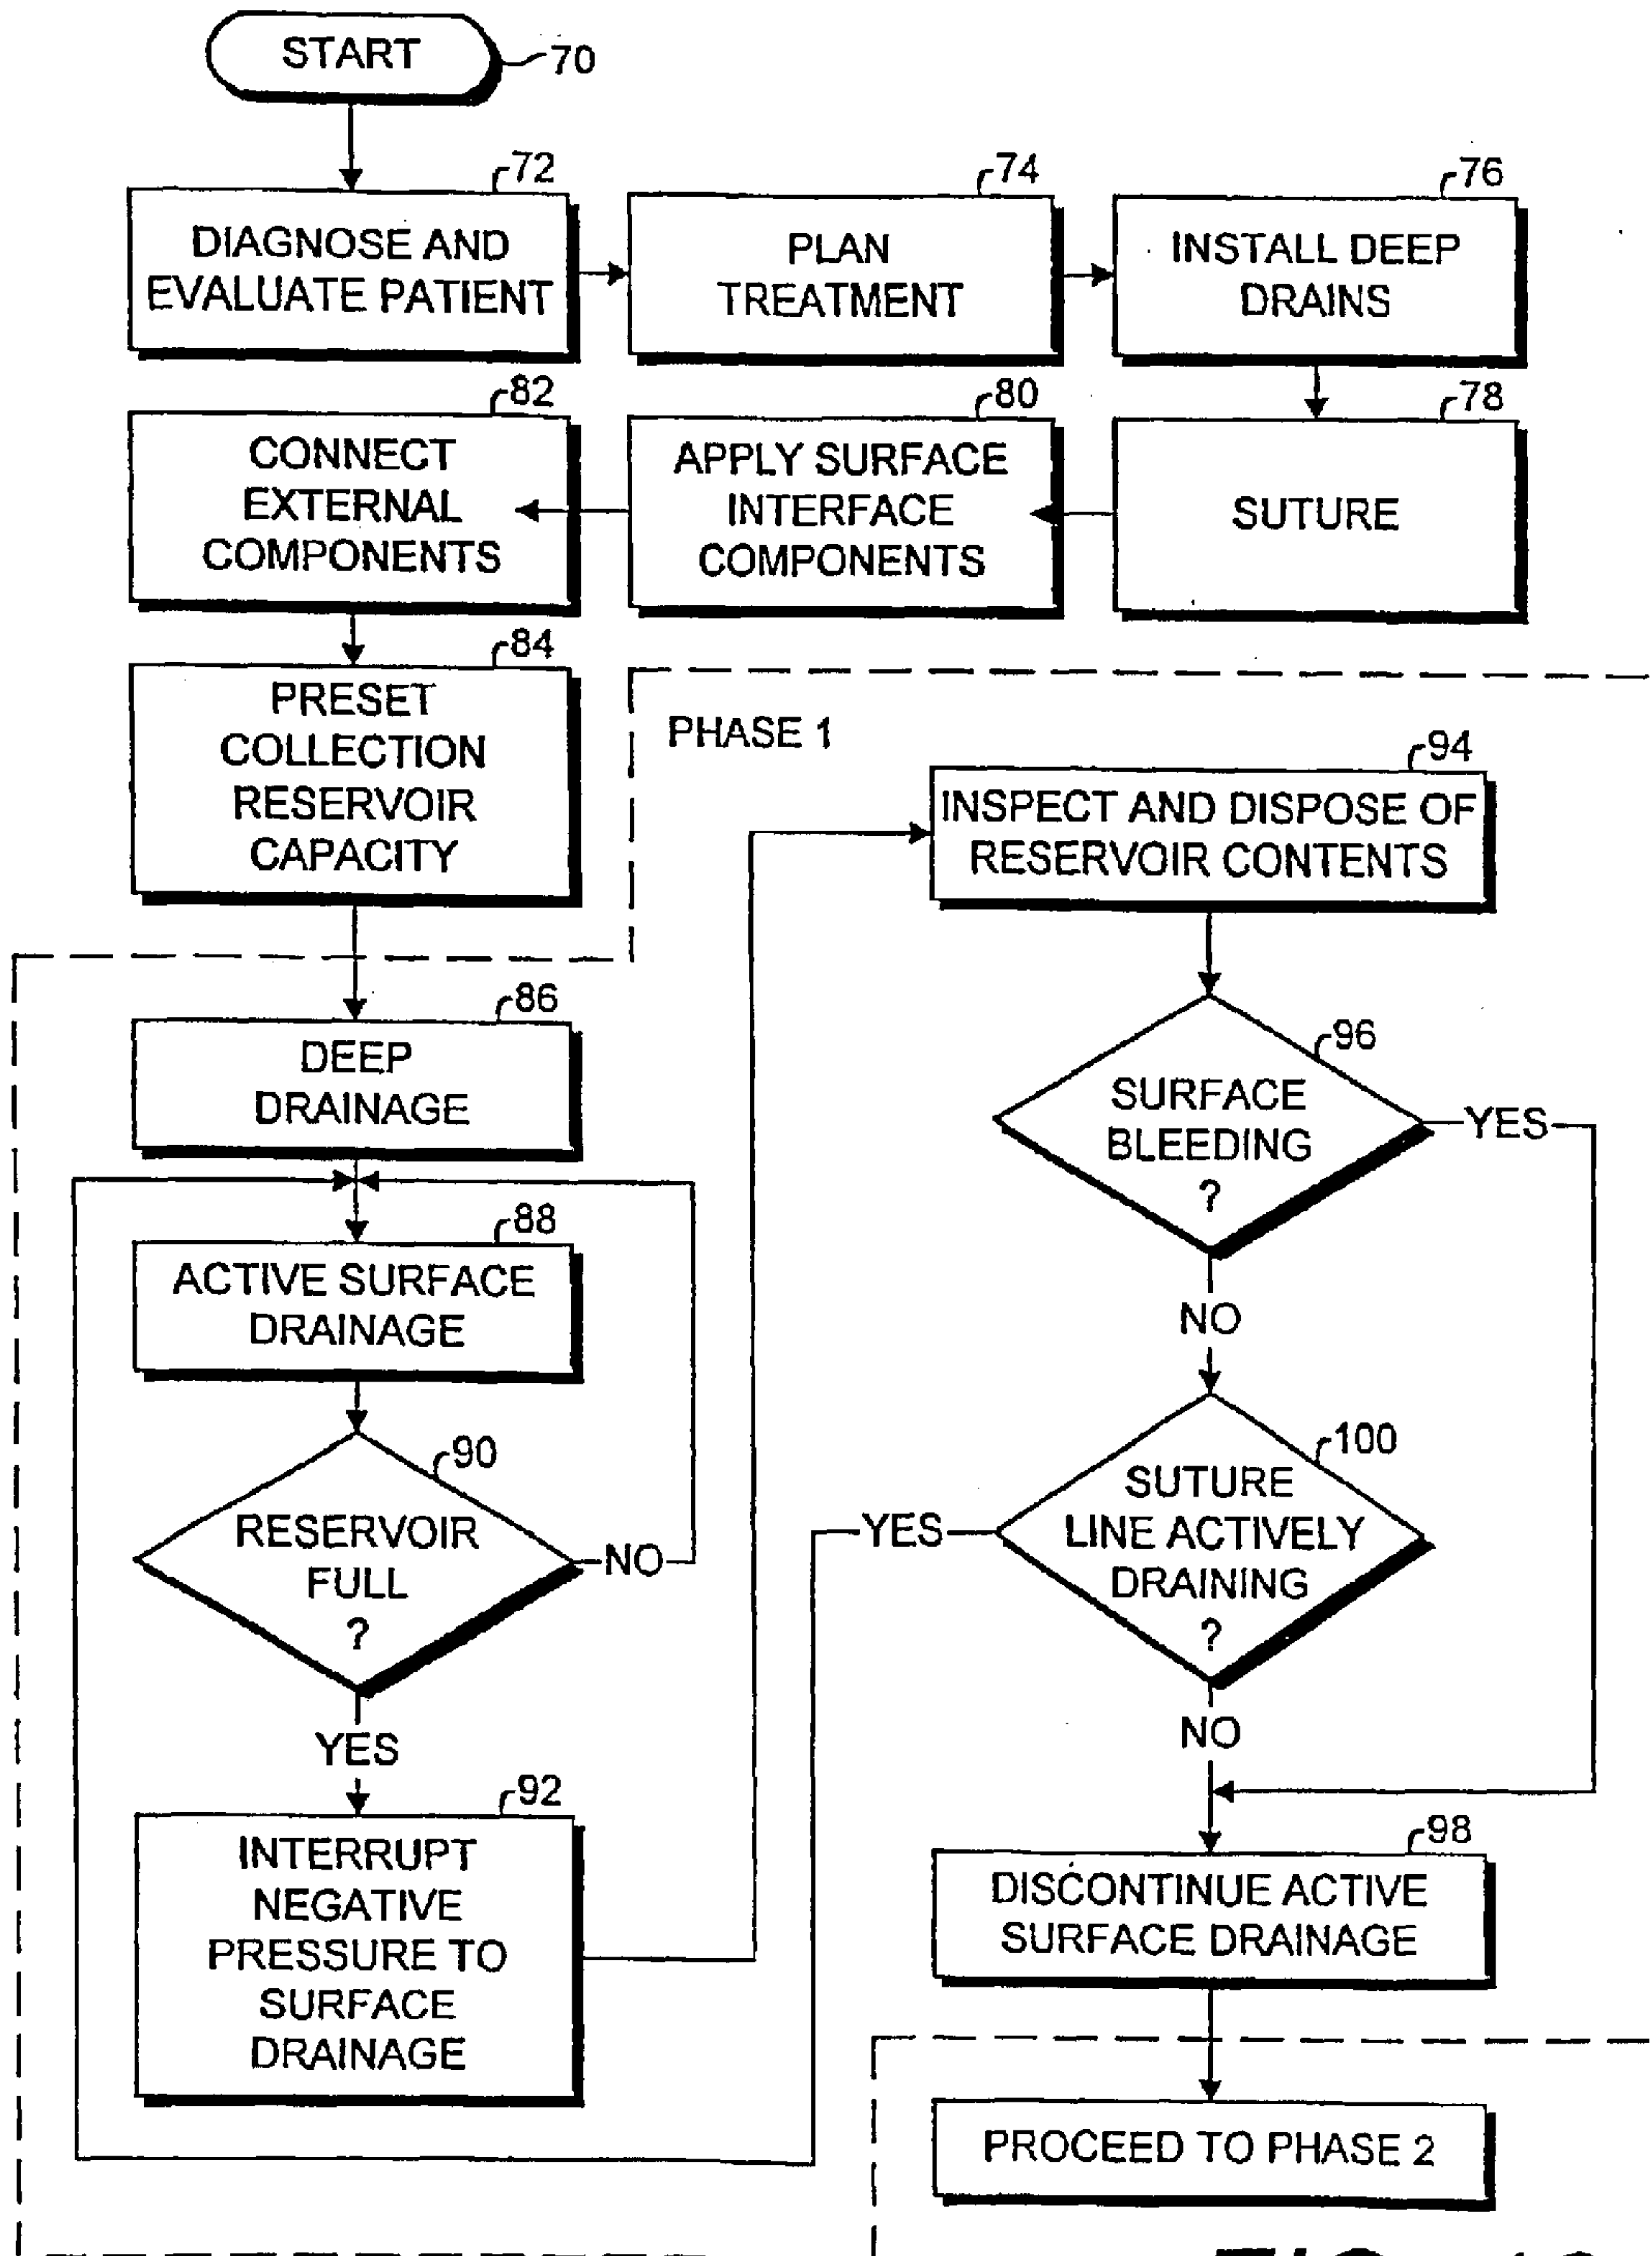 START
70
72
DIAGNOSE AND
EVALUATE PATIENT
74
PLAN
TREATMENT
76
INSTALL DEEP
DRAINS
78
SUTURE
80
APPLY SURFACE
INTERFACE
COMPONENTS
82
CONNECT
EXTERNAL
COMPONENTS
84
PRESET
COLLECTION
RESERVOIR
CAPACITY
PHASE 1
86
DEEP
DRAINAGE
88
ACTIVE SURFACE
DRAINAGE
90
RESERVOIR
FULL
?
NO
YES
92
INTERRUPT
NEGATIVE
PRESSURE TO
SURFACE
DRAINAGE
94
INSPECT AND DISPOSE OF
RESERVOIR CONTENTS
96
SURFACE
BLEEDING
?
YES
NO
100
SUTURE
LINE ACTIVELY
DRAINING
?
YES
NO
98
DISCONTINUE ACTIVE
SURFACE DRAINAGE
PROCEED TO PHASE 2